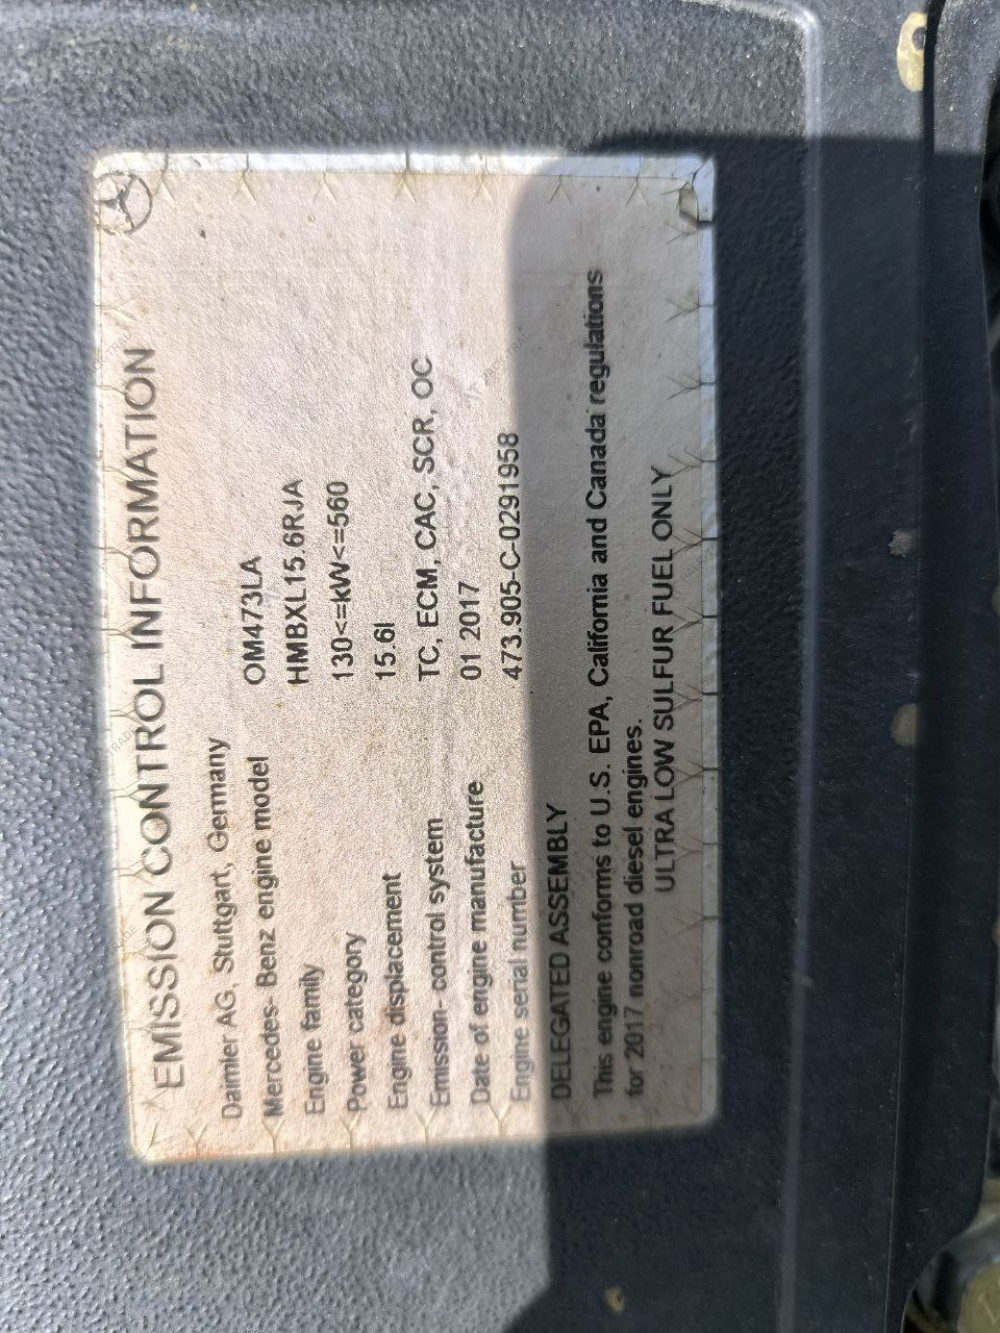 EMISSION CONTROL INFORMATION
Daimler AG, Stuttgart, Germany
Mercedes- Benz engine model OM473LA
Engine family HMBXL15.6RJA
Power category 130<=kW<=560
Engine displacement 15.6l
Emission- control system TC, ECM, CAC, SCR, OC
Date of engine manufacture 01 2017
Engine serial number 473.905-C-0291958
DELEGATED ASSEMBLY
This engine conforms to U.S. EPA, California and Canada regulations
for 2017 nonroad diesel engines.
ULTRA LOW SULFUR FUEL ONLY